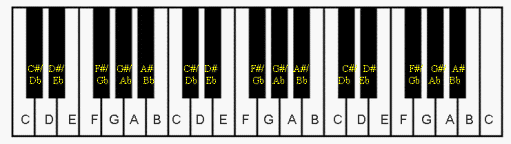 C#/ D#/ F#/ G#/ A# C#/ D# F#/ G#/ A# C# D# F#/ G# A#
Db Eb Gb Ab Bb Db Eb Gb Ab Bb Db Eb Gb Ab Bb
C D E F G A B C D E F G A B C D E F G A B C